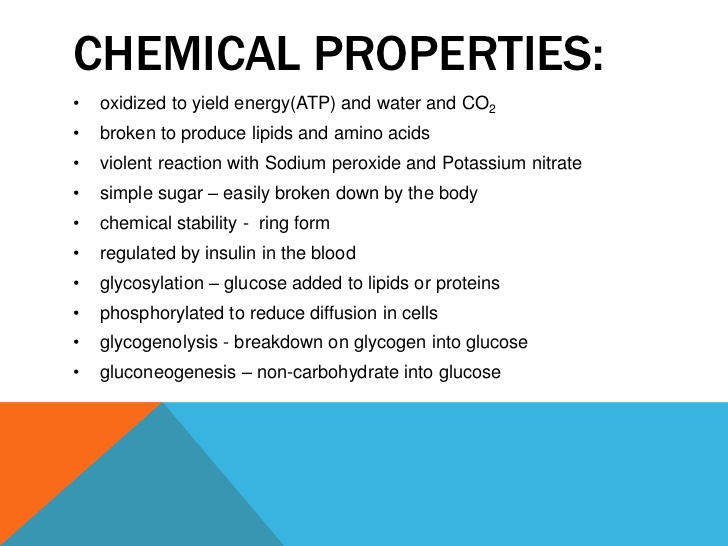 CHEMICAL PROPERTIES:
• oxidized to yield energy(ATP) and water and CO₂
• broken to produce lipids and amino acids
• violent reaction with Sodium peroxide and Potassium nitrate
• simple sugar – easily broken down by the body
• chemical stability - ring form
• regulated by insulin in the blood
• glycosylation – glucose added to lipids or proteins
• phosphorylated to reduce diffusion in cells
• glycogenolysis - breakdown on glycogen into glucose
• gluconeogenesis – non-carbohydrate into glucose